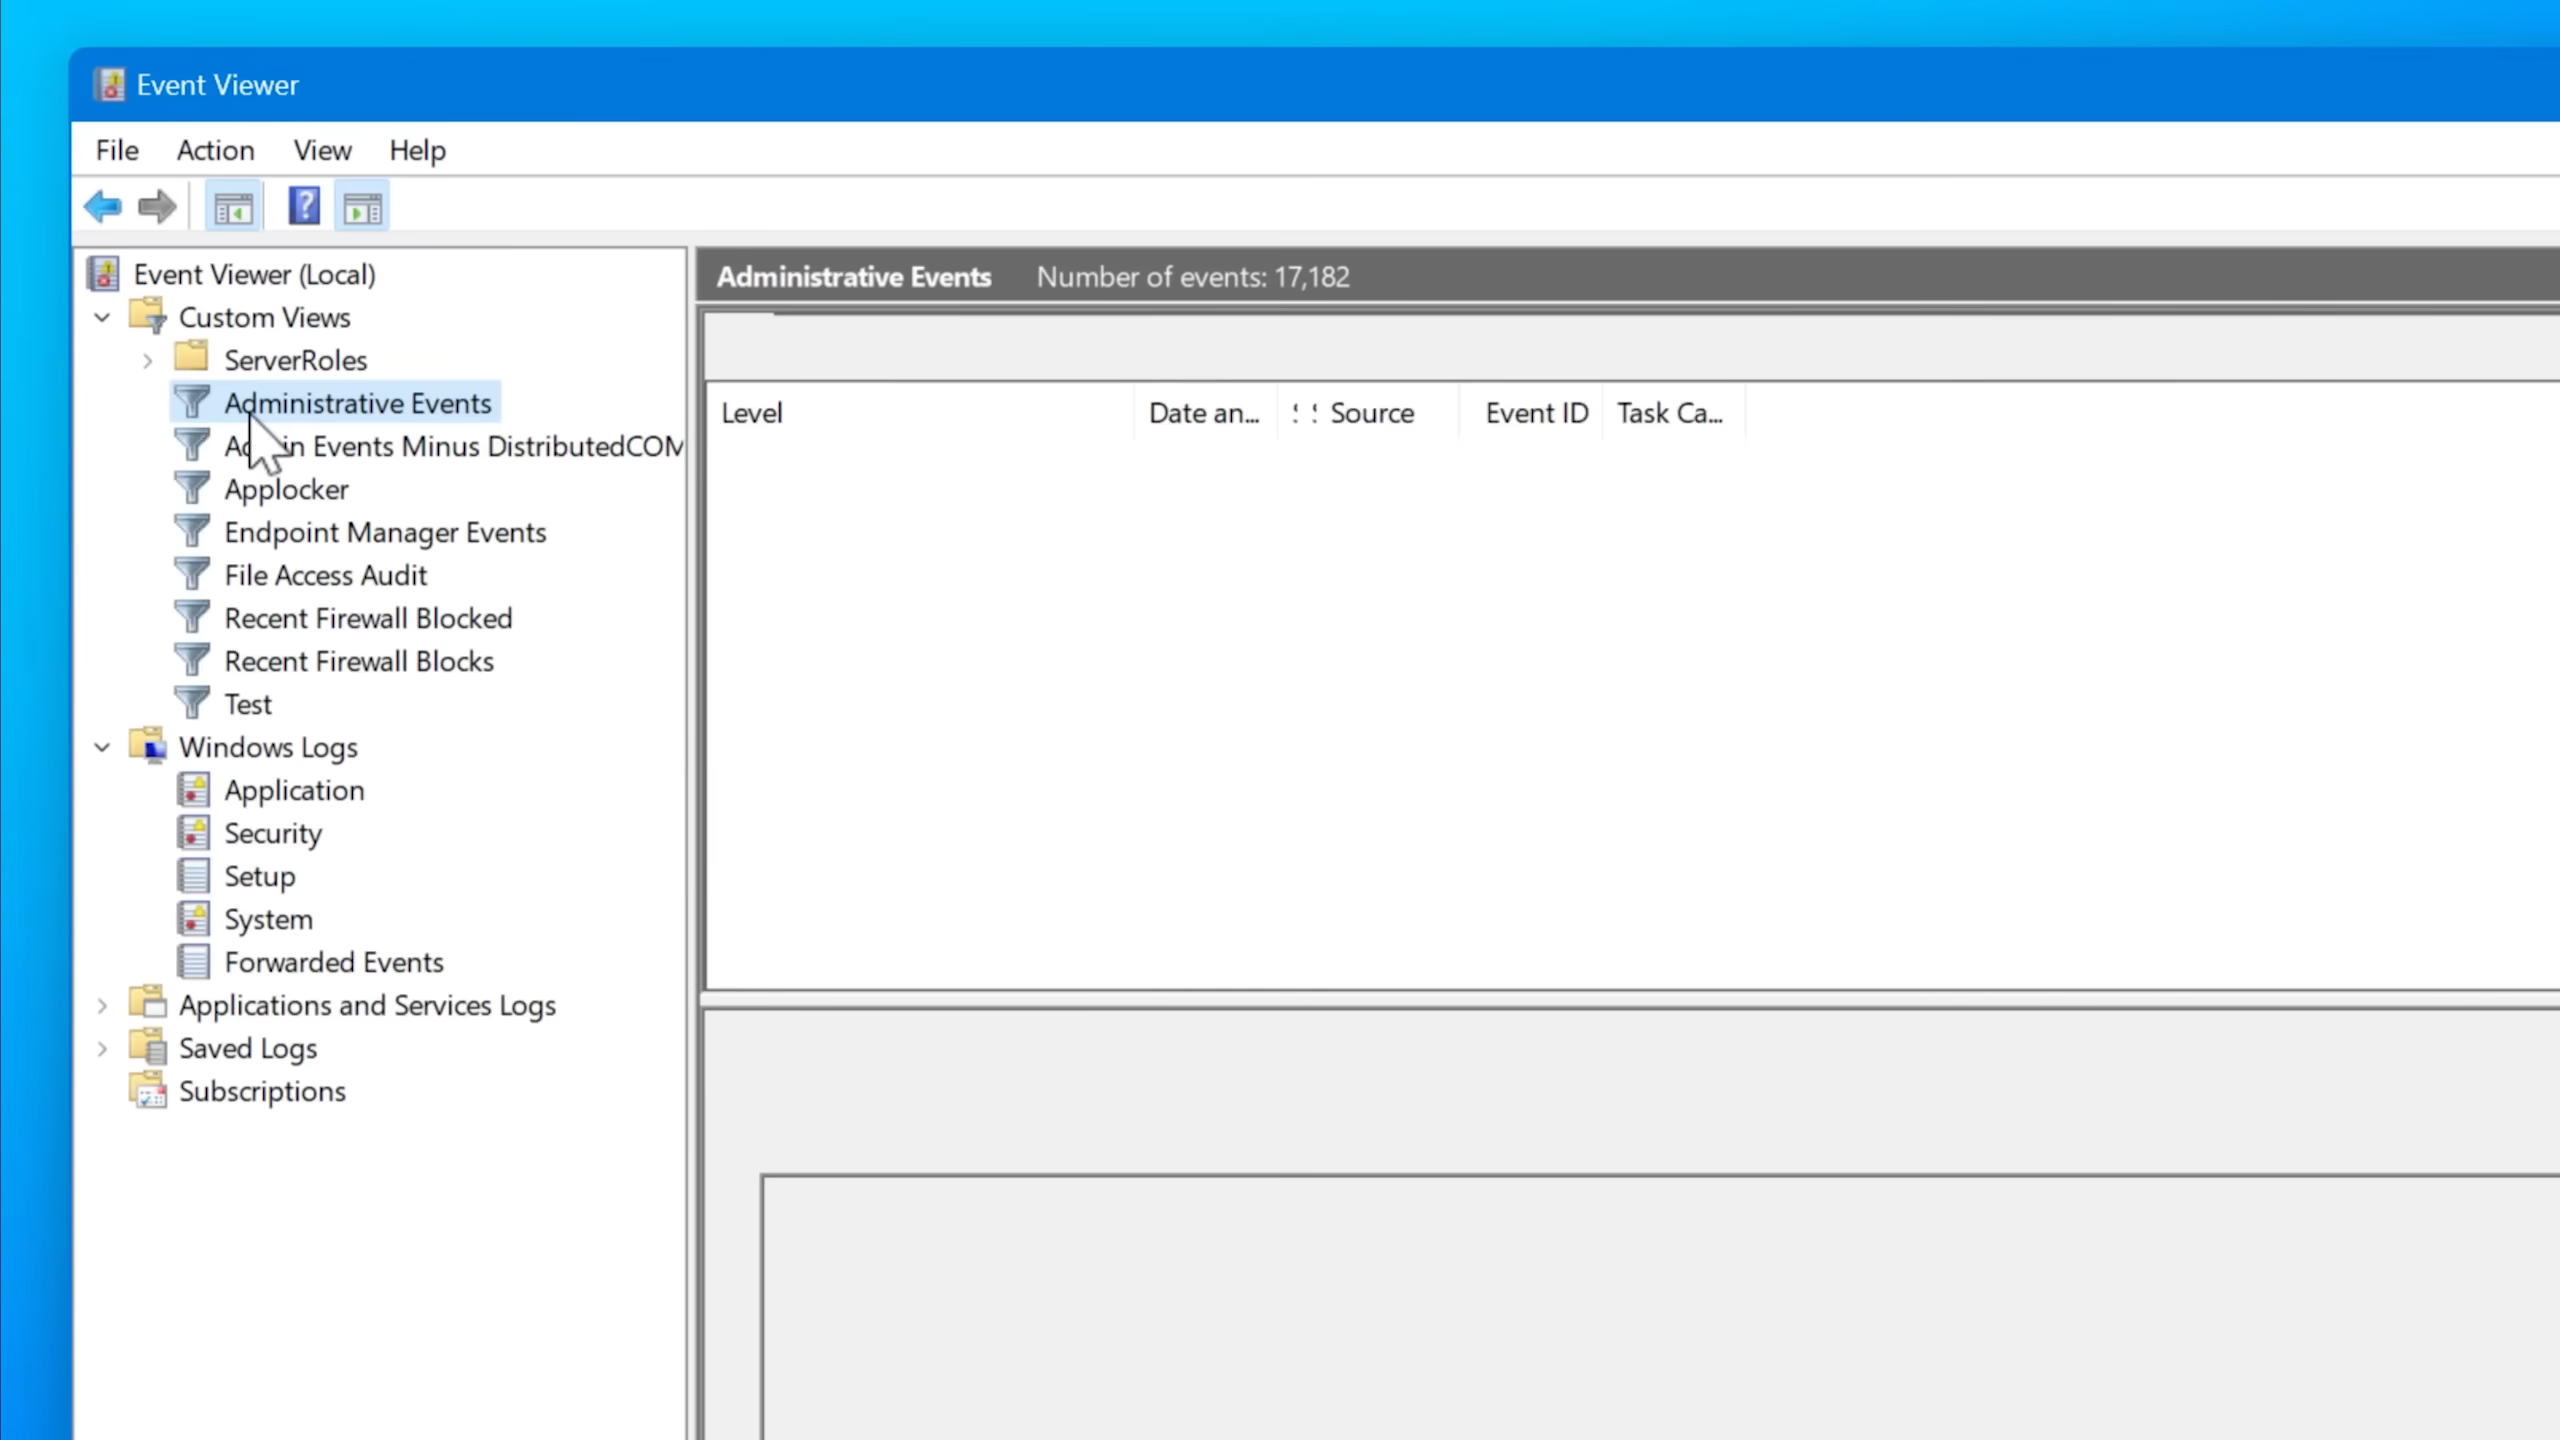 Event Viewer
File Action View Help
Event Viewer (Local)
Custom Views
ServerRoles
Administrative Events
Events Minus DistributedCOM
Applocker
Endpoint Manager Events
File Access Audit
Recent Firewall Blocked
Recent Firewall Blocks
Test
Windows Logs
Application
Security
Setup
System
Forwarded Events
Applications and Services Logs
Saved Logs
Subscriptions
Administrative Events Number of events: 17,182
Level Date an... Source Event ID Task Ca...